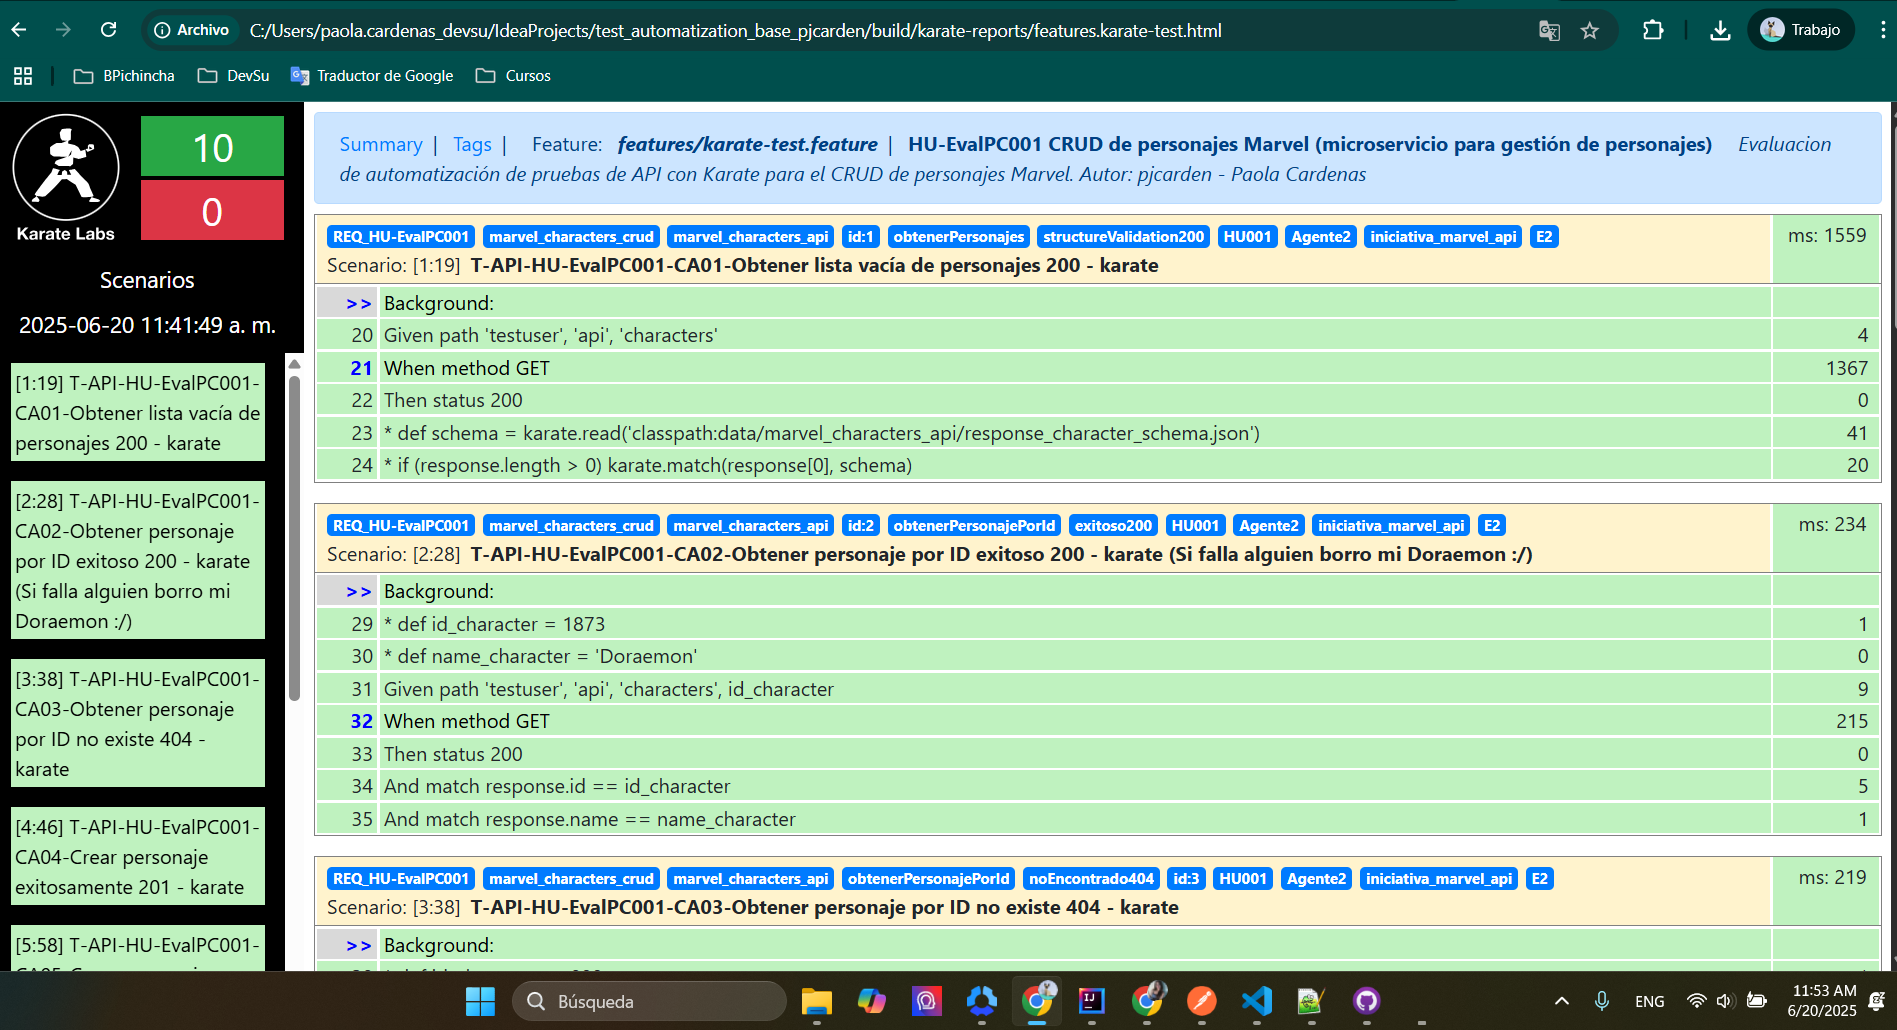 Archivo
C:/Users/paola.cardenas_devsu/IdeaProjects/test_automatization_base_pjcarden/build/karate-reports/features.karate-test.html
Trabajo
BPichincha
DevSu
Traductor de Google
Cursos
Karate Labs
10
0
Scenarios
2025-06-20 11:41:49 a. m.
[1:19] T-API-HU-EvalPC001-
CA01-Obtener lista vacía de
personajes 200 - karate
[2:28] T-API-HU-EvalPC001-
CA02-Obtener personaje
por ID exitoso 200 - karate
(Si falla alguien borro mi
Doraemon :/)
[3:38] T-API-HU-EvalPC001-
CA03-Obtener personaje
por ID no existe 404 -
karate
[4:46] T-API-HU-EvalPC001-
CA04-Crear personaje
exitosamente 201 - karate
[5:58] T-API-HU-EvalPC001-
Summary | Tags | Feature: features/karate-test.feature | HU-EvalPC001 CRUD de personajes Marvel (microservicio para gestión de personajes) Evaluacion
de automatización de pruebas de API con Karate para el CRUD de personajes Marvel. Autor: pjcarden - Paola Cardenas
REQ_HU-EvalPC001 marvel_characters_crud marvel_characters_api id:1 obtenerPersonajes structureValidation200 HU001 Agente2 iniciativa_marvel_api E2 ms: 1559
Scenario: [1:19] T-API-HU-EvalPC001-CA01-Obtener lista vacía de personajes 200 - karate
>> Background:
20 Given path 'testuser', 'api', 'characters' 4
21 When method GET 1367
22 Then status 200 0
23 * def schema = karate.read('classpath:data/marvel_characters_api/response_character_schema.json') 41
24 * if (response.length > 0) karate.match(response[0], schema) 20
REQ_HU-EvalPC001 marvel_characters_crud marvel_characters_api id:2 obtenerPersonajePorId exitoso200 HU001 Agente2 iniciativa_marvel_api E2 ms: 234
Scenario: [2:28] T-API-HU-EvalPC001-CA02-Obtener personaje por ID exitoso 200 - karate (Si falla alguien borro mi Doraemon :/)
>> Background:
29 * def id_character = 1873 1
30 * def name_character = 'Doraemon' 0
31 Given path 'testuser', 'api', 'characters', id_character 9
32 When method GET 215
33 Then status 200 0
34 And match response.id == id_character 5
35 And match response.name == name_character 1
REQ_HU-EvalPC001 marvel_characters_crud marvel_characters_api obtenerPersonajePorId noEncontrado404 id:3 HU001 Agente2 iniciativa_marvel_api E2 ms: 219
Scenario: [3:38] T-API-HU-EvalPC001-CA03-Obtener personaje por ID no existe 404 - karate
>> Background:
Búsqueda
ENG
11:53 AM
6/20/2025